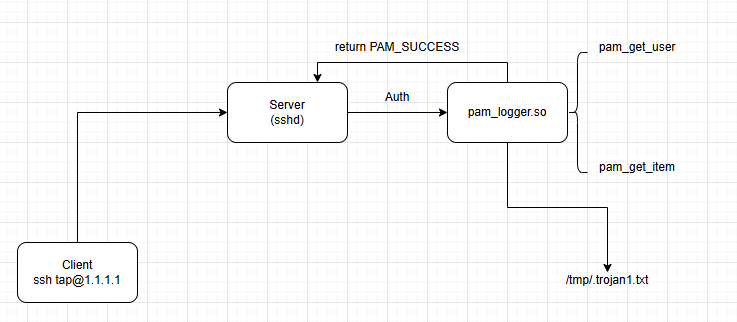 return PAM_SUCCESS
pam_get_user
Server
(sshd)
Auth
pam_logger.so
pam_get_item
Client
ssh tap@1.1.1.1
/tmp/.trojan1.txt